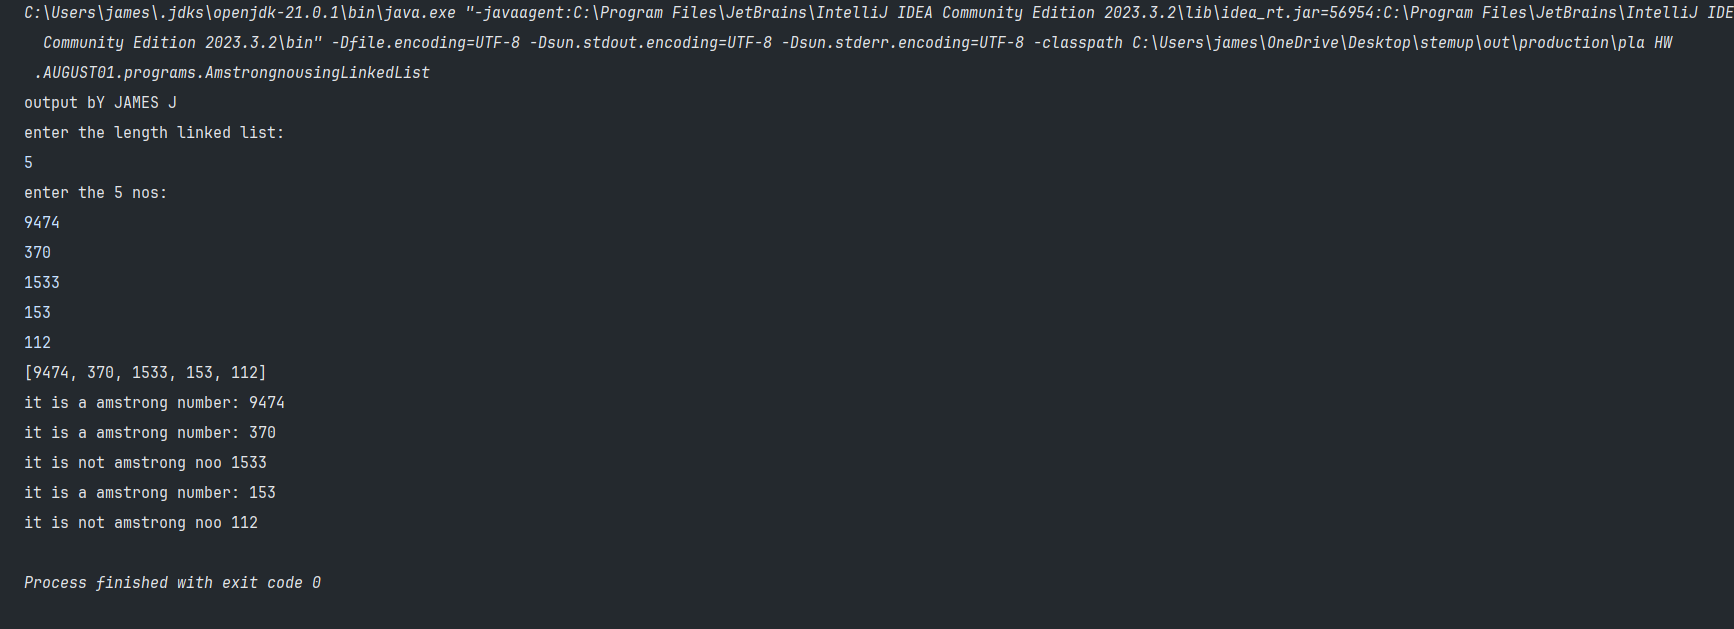 C:\Users\james\.jdks\openjdk-21.0.1\bin\java.exe "-javaagent:C:\Program Files\JetBrains\IntelliJ IDEA Community Edition 2023.3.2\lib\idea_rt.jar=56954:C:\Program Files\JetBrains\IntelliJ IDE
Community Edition 2023.3.2\bin" -Dfile.encoding=UTF-8 -Dsun.stdout.encoding=UTF-8 -Dsun.stderr.encoding=UTF-8 -classpath C:\Users\james\OneDrive\Desktop\stemup\out\production\pla HW
.AUGUST01.programs.AmstrongnousingLinkedList
output bY JAMES J
enter the length linked list:
5
enter the 5 nos:
9474
370
1533
153
112
[9474, 370, 1533, 153, 112]
it is a amstrong number: 9474
it is a amstrong number: 370
it is not amstrong noo 1533
it is a amstrong number: 153
it is not amstrong noo 112
Process finished with exit code 0